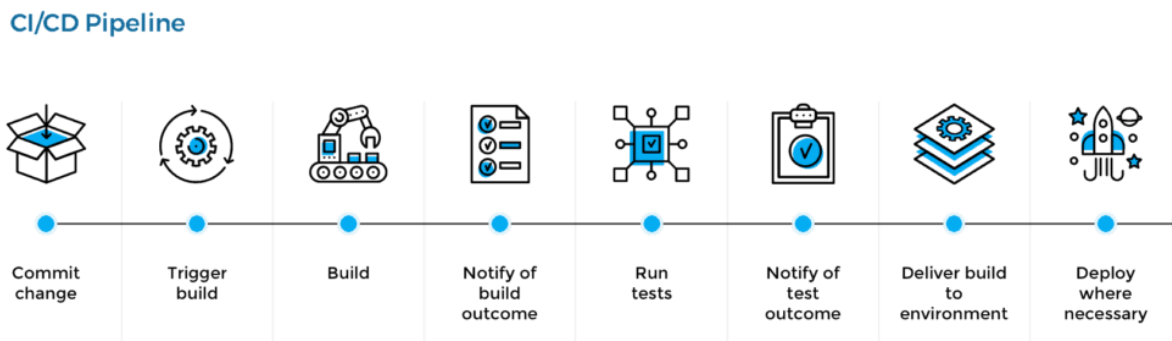 CI/CD Pipeline
Commit
change
Trigger
build
Build
Notify of
build
outcome
Run
tests
Notify of
test
outcome
Deliver build
to
environment
Deploy
where
necessary